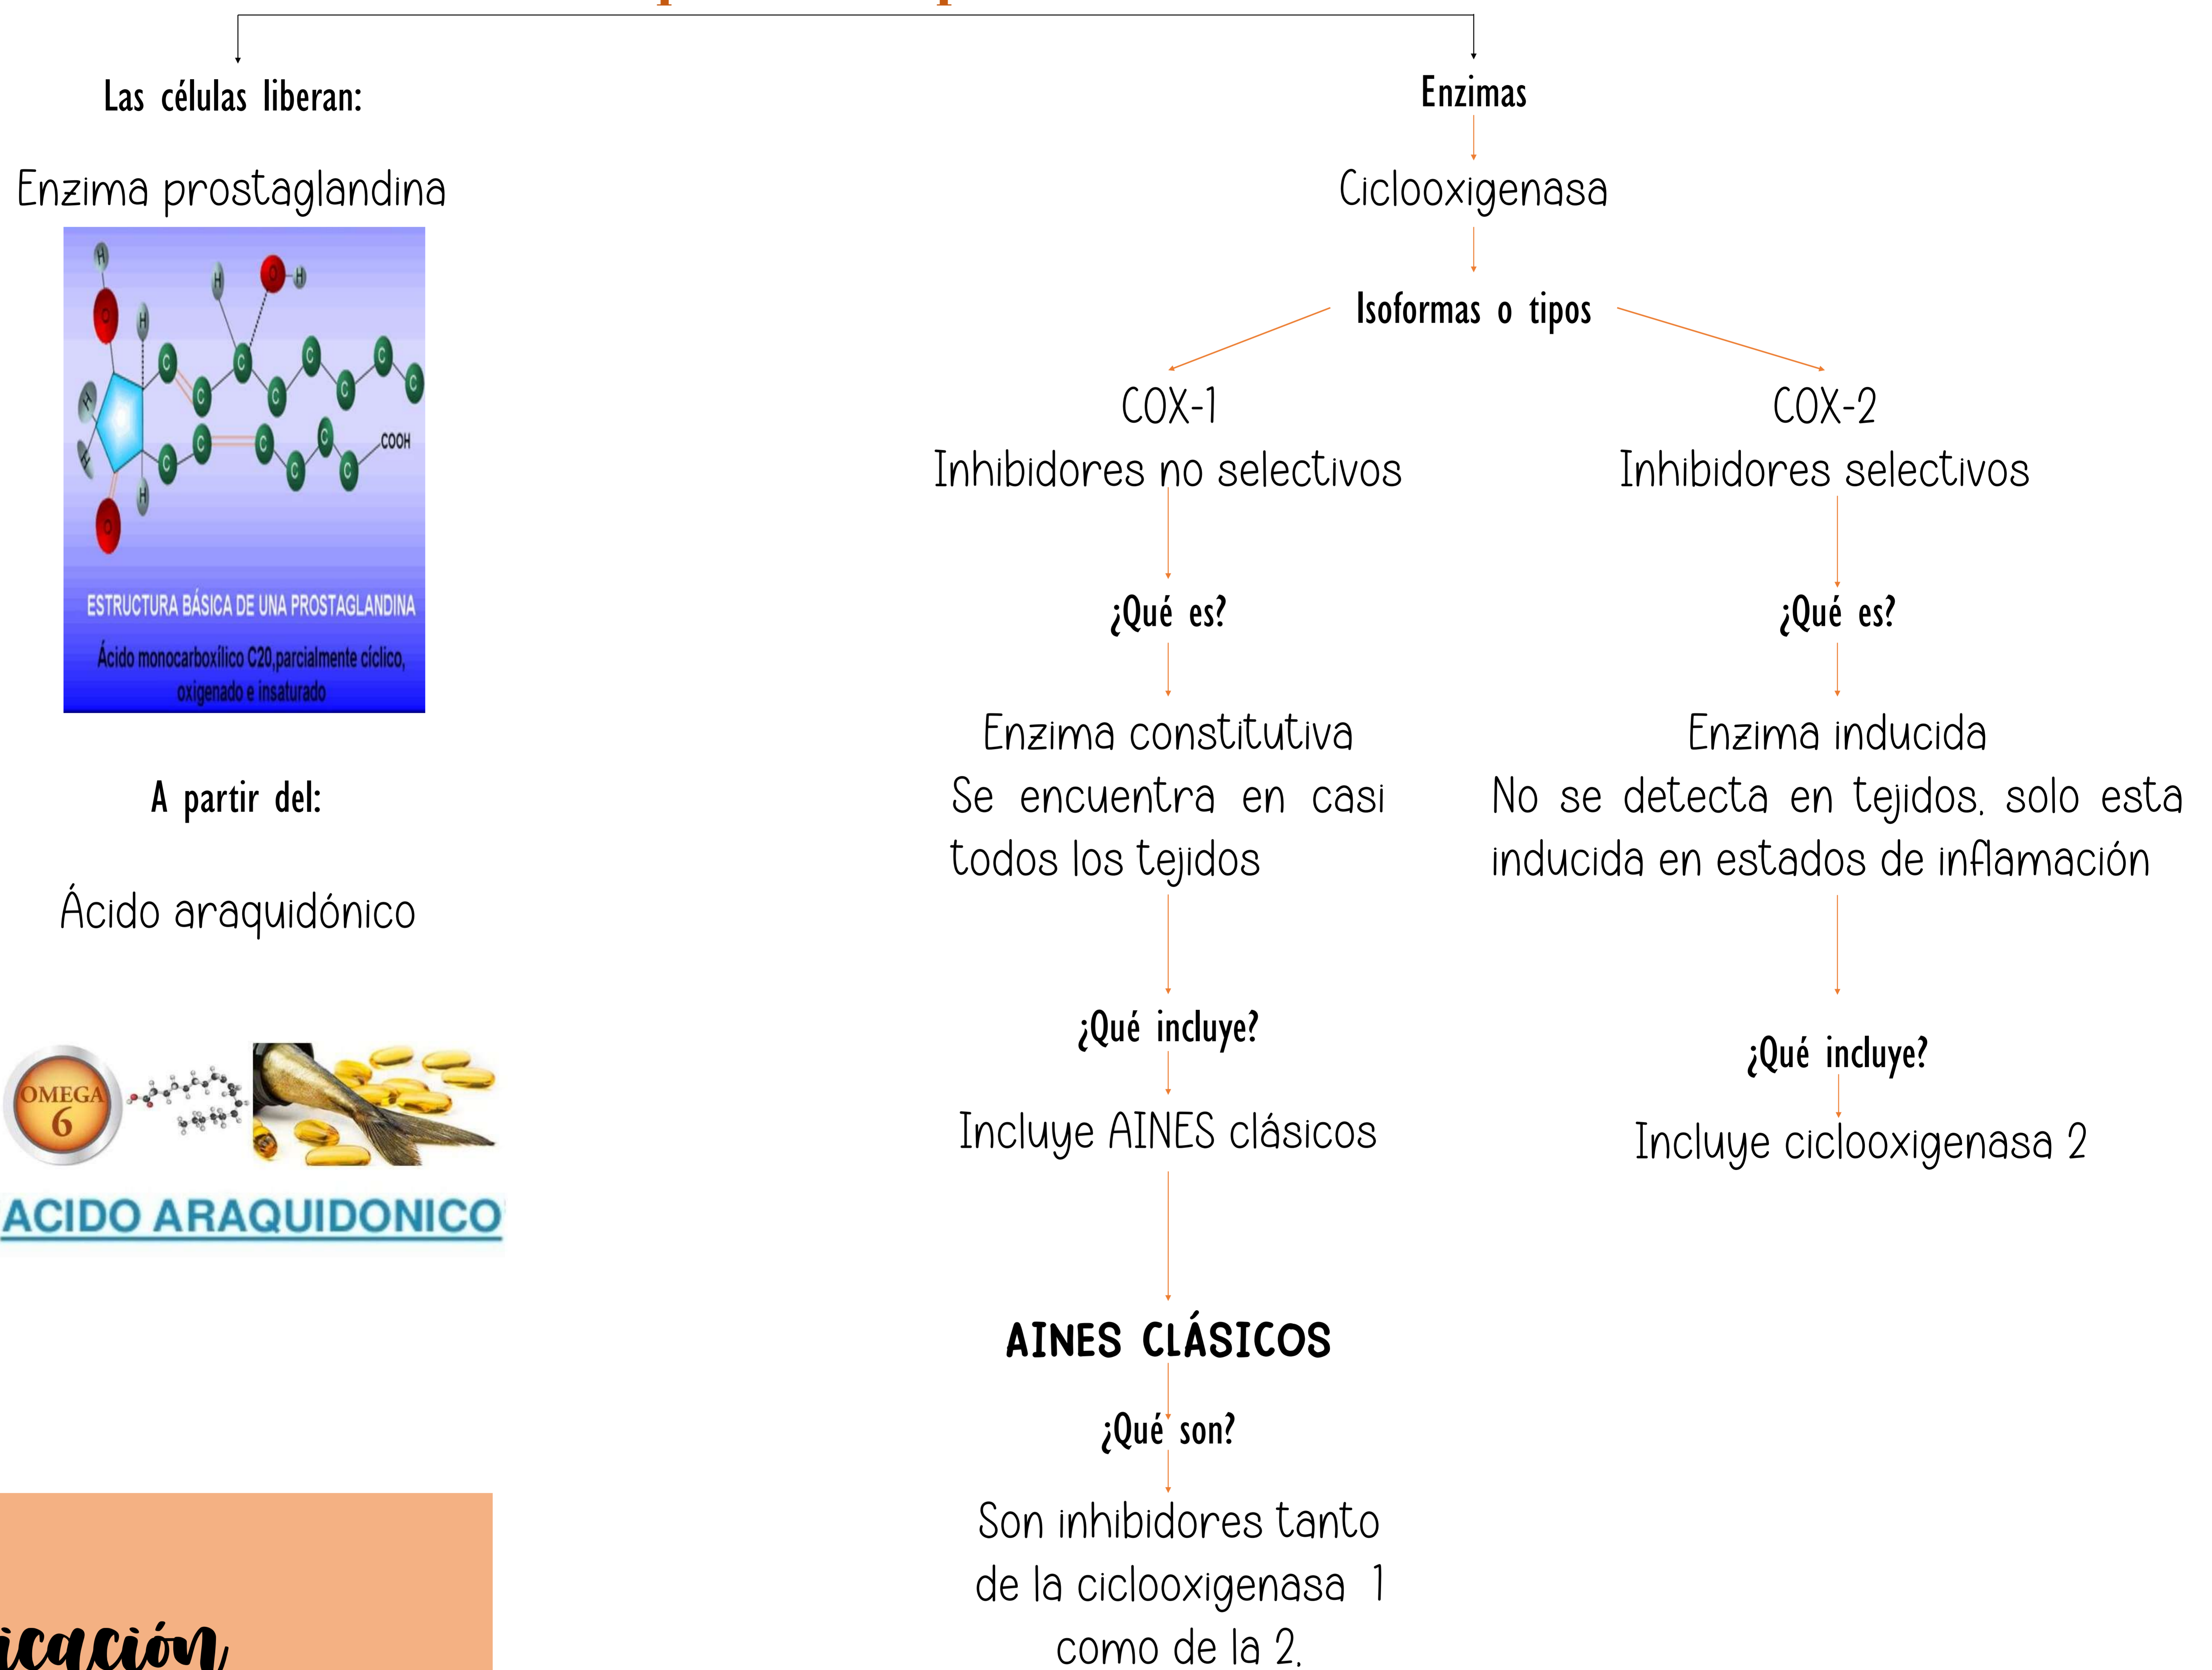 Las células liberan:
Enzima prostaglandina
H
O
H
H
O
H
H
H
C
C
C
C
C
C
C
C
C
C
C
C
C
C
COOH
H
O
ESTRUCTURA BÁSICA DE UNA PROSTAGLANDINA
Ácido monocarboxílico C20,parcialmente cíclico,
oxigenado e insaturado
A partir del:
Ácido araquidónico
OMEGA
6
ACIDO ARAQUIDONICO
Enzimas
Ciclooxigenasa
Isoformas o tipos
COX-1
Inhibidores no selectivos
¿Qué es?
Enzima constitutiva
Se encuentra en casi
todos los tejidos
¿Qué incluye?
Incluye AINES clásicos
AINES CLÁSICOS
¿Qué son?
Son inhibidores tanto
de la ciclooxigenasa 1
como de la 2.
COX-2
Inhibidores selectivos
¿Qué es?
Enzima inducida
No se detecta en tejidos, solo esta
inducida en estados de inflamación
¿Qué incluye?
Incluye ciclooxigenasa 2
icación